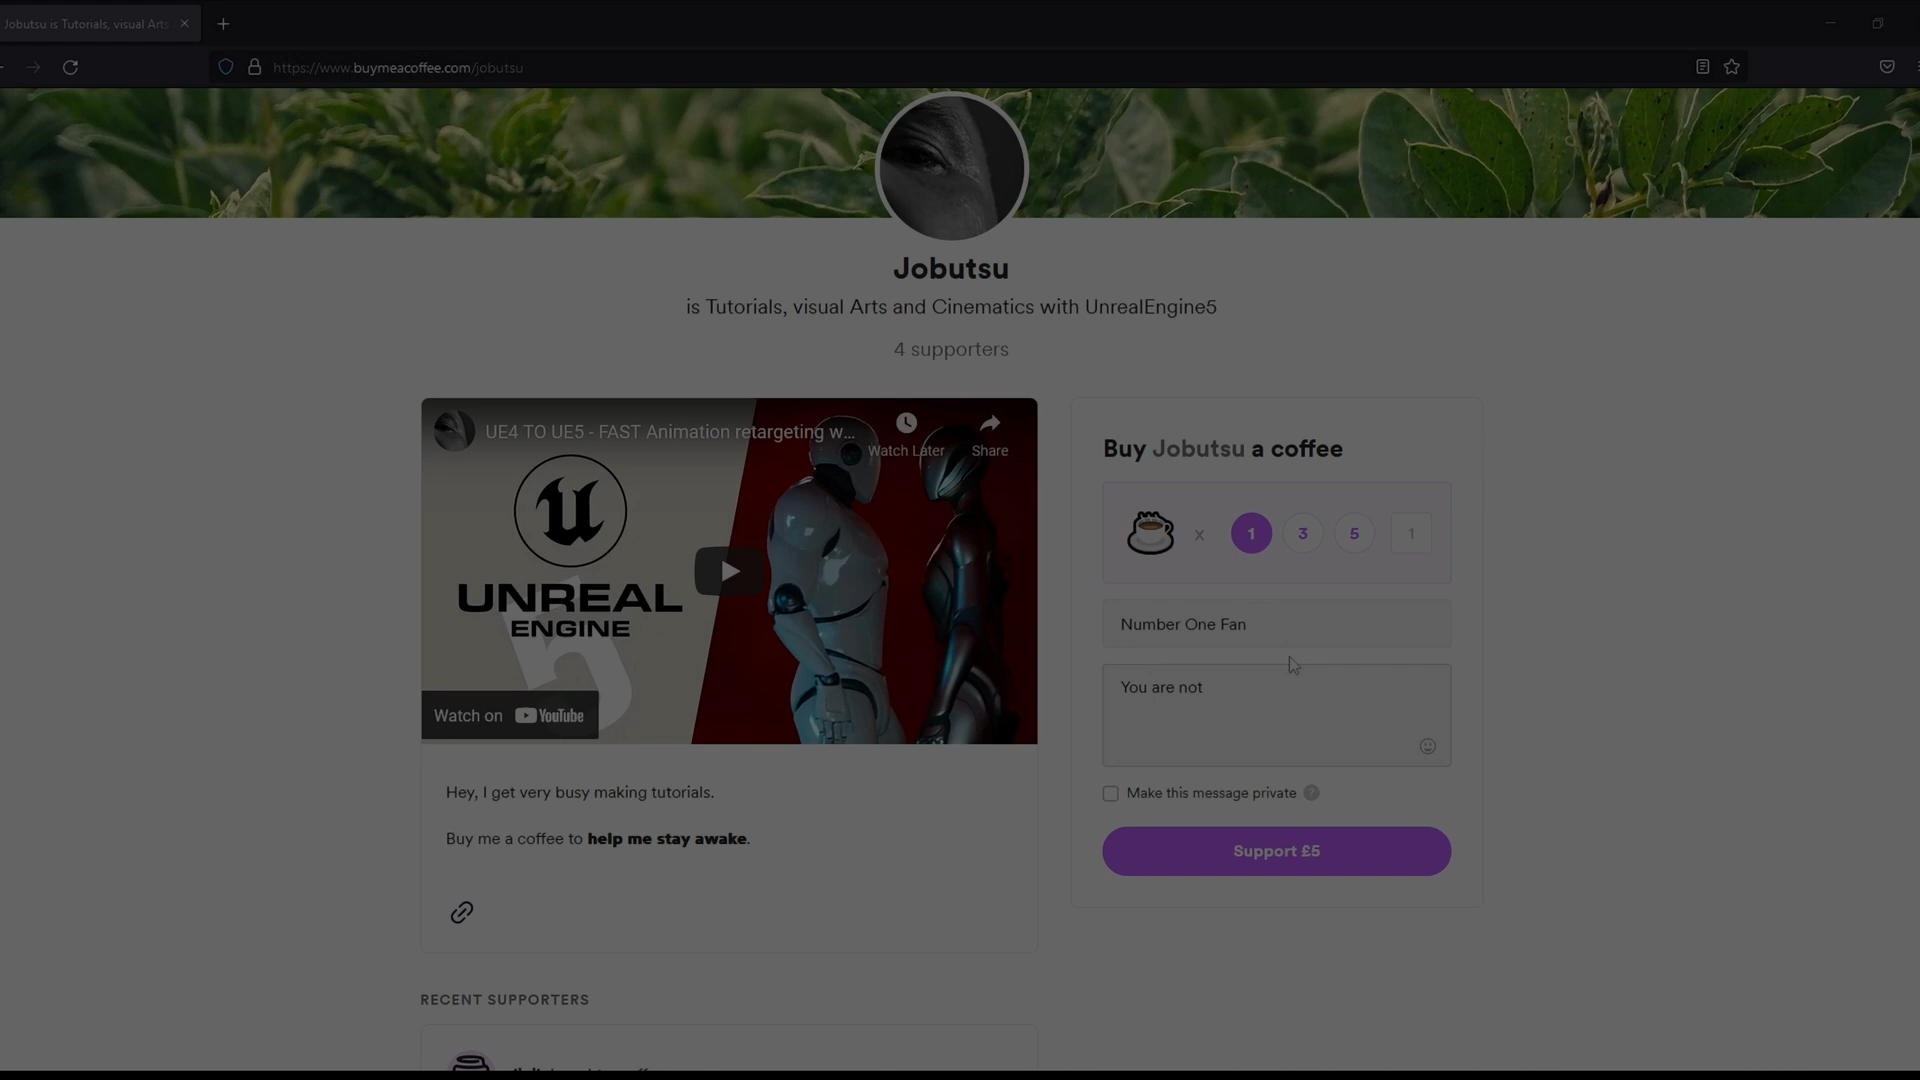 Jobutsu is Tutorials, visual Arts
https://www.buymeacoffee.com/jobutsu
Jobutsu
is Tutorials, visual Arts and Cinematics with UnrealEngine5
4 supporters
UE4 TO UE5 - FAST Animation retargeting w...
Watch Later
Share
UNREAL
ENGINE
5
Watch on YouTube
Hey, I get very busy making tutorials.
Buy me a coffee to help me stay awake.
RECENT SUPPORTERS
Buy Jobutsu a coffee
x 1 3 5 1
Number One Fan
You are not
Make this message private ?
Support £5